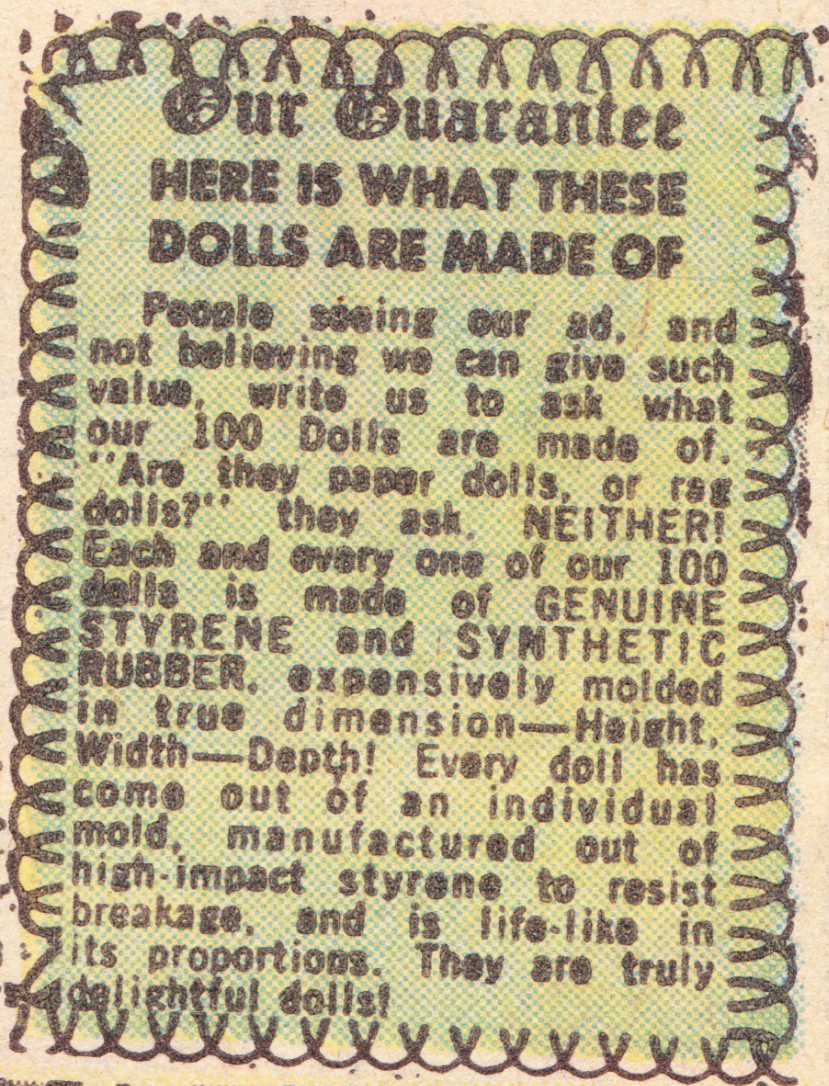 Our Guarantee
HERE IS WHAT THESE
DOLLS ARE MADE OF
People seeing our ad, and
not believing we can give such
value, write us to ask what
our 100 Dolls are made of.
"Are they paper dolls, or rag
dolls?" they ask. NEITHER!
Each and every one of our 100
dolls is made of GENUINE
STYRENE and SYNTHETIC
RUBBER, expensively molded
in true dimension—Height,
Width—Depth! Every doll has
come out of an individual
mold, manufactured out of
high-impact styrene to resist
breakage, and is life-like in
its proportions. They are truly
delightful dolls!